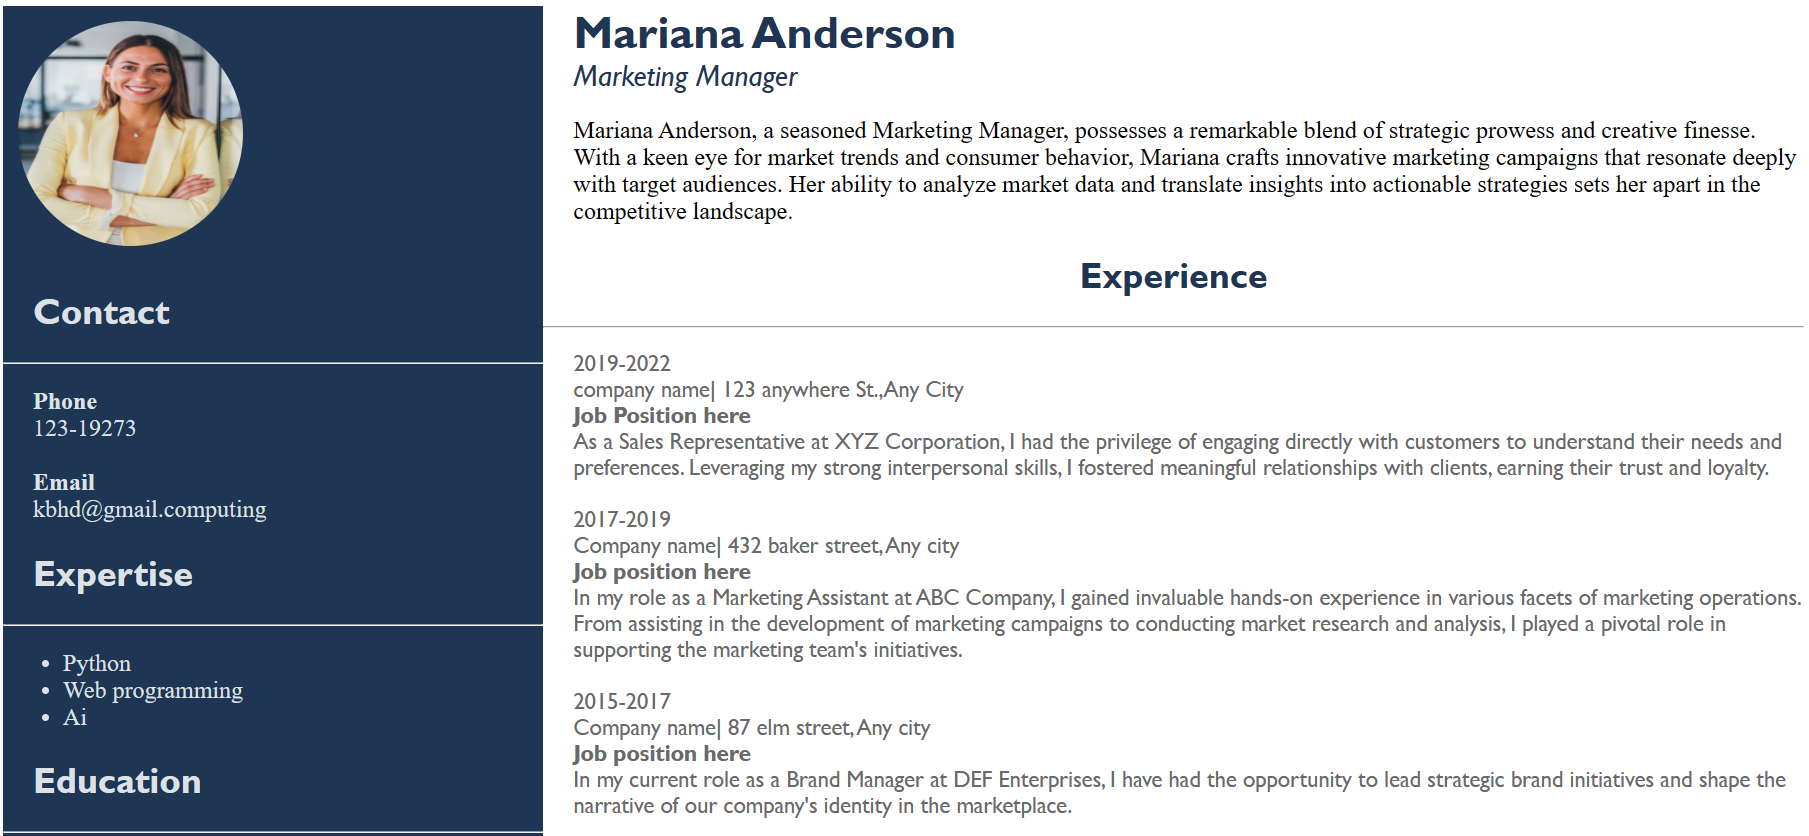 Contact
Phone
123-19273
Email
kbhd@gmail.computing
Expertise
Python
Web programming
Ai
Education
Mariana Anderson
Marketing Manager
Mariana Anderson, a seasoned Marketing Manager, possesses a remarkable blend of strategic prowess and creative finesse.
With a keen eye for market trends and consumer behavior, Mariana crafts innovative marketing campaigns that resonate deeply
with target audiences. Her ability to analyze market data and translate insights into actionable strategies sets her apart in the
competitive landscape.
Experience
2019-2022
company name| 123 anywhere St.,Any City
Job Position here
As a Sales Representative at XYZ Corporation, I had the privilege of engaging directly with customers to understand their needs and
preferences. Leveraging my strong interpersonal skills, I fostered meaningful relationships with clients, earning their trust and loyalty.
2017-2019
Company name| 432 baker street,Any city
Job position here
In my role as a Marketing Assistant at ABC Company, I gained invaluable hands-on experience in various facets of marketing operations.
From assisting in the development of marketing campaigns to conducting market research and analysis, I played a pivotal role in
supporting the marketing team's initiatives.
2015-2017
Company name| 87 elm street,Any city
Job position here
In my current role as a Brand Manager at DEF Enterprises, I have had the opportunity to lead strategic brand initiatives and shape the
narrative of our company's identity in the marketplace.